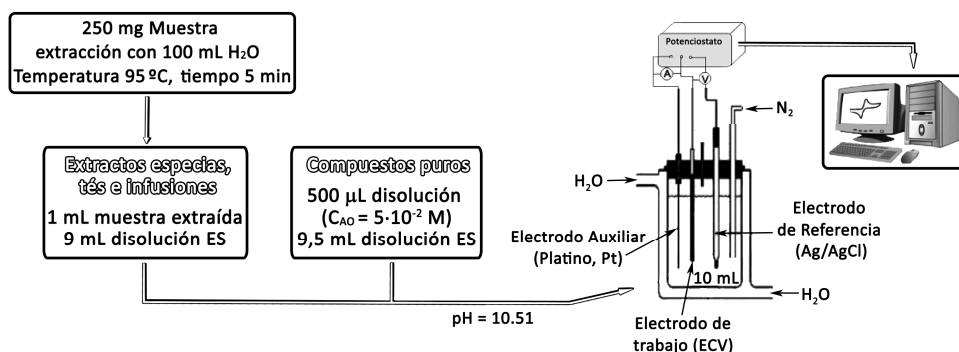 250 mg Muestra
extracción con 100 mL H₂O
Temperatura 95 ºC, tiempo 5 min
Extractos especias,
tés e infusiones
1 mL muestra extraída
9 mL disolución ES
Compuestos puros
500 µL disolución
(C_AO = 5·10⁻² M)
9,5 mL disolución ES
pH = 10.51
Potenciostato
A
V
N₂
H₂O
Electrodo Auxiliar
(Platino, Pt)
Electrodo
de Referencia
(Ag/AgCl)
10 mL
H₂O
Electrodo de
trabajo (ECV)